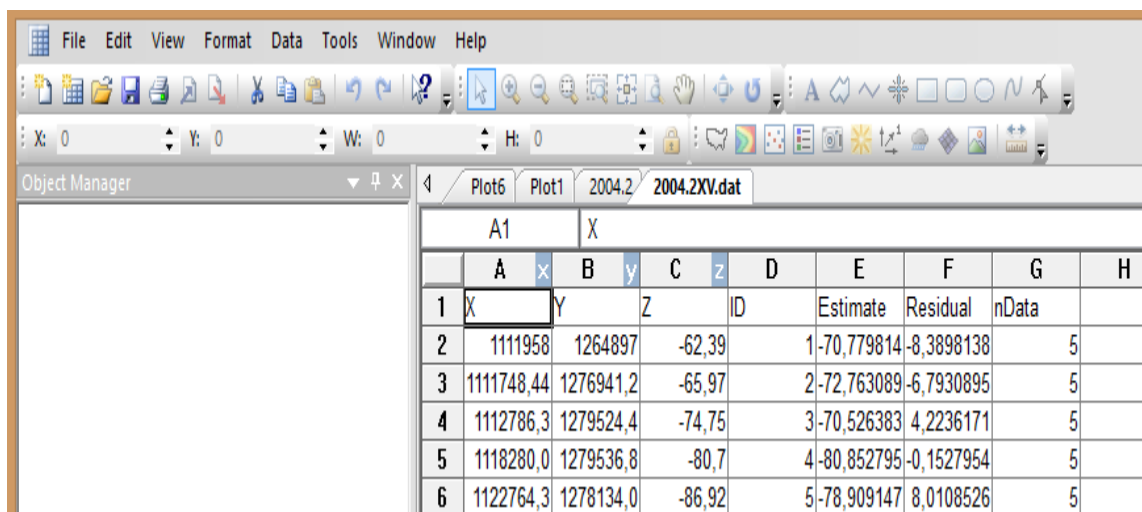 File Edit View Format Data Tools Window Help
X: 0 Y: 0 W: 0 H: 0
Object Manager
Plot6 Plot1 2004.2 2004.2XV.dat
A1 X
A x B y C z D E F G H
1 X Y Z ID Estimate Residual nData
2 1111958 1264897 -62,39 1 -70,779814 -8,3898138 5
3 1111748,44 1276941,2 -65,97 2 -72,763089 -6,7930895 5
4 1112786,3 1279524,4 -74,75 3 -70,526383 4,2236171 5
5 1118280,0 1279536,8 -80,7 4 -80,852795 -0,1527954 5
6 1122764,3 1278134,0 -86,92 5 -78,909147 8,0108526 5